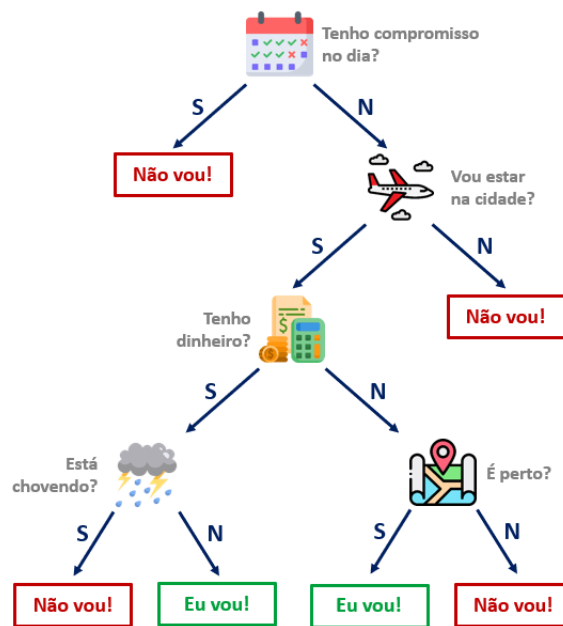 Tenho compromisso
no dia?
S
N
Não vou!
Vou estar
na cidade?
S
N
Tenho
dinheiro?
$
Não vou!
S
N
Está
chovendo?
É perto?
S
N
S
N
Não vou!
Eu vou!
Eu vou!
Não vou!